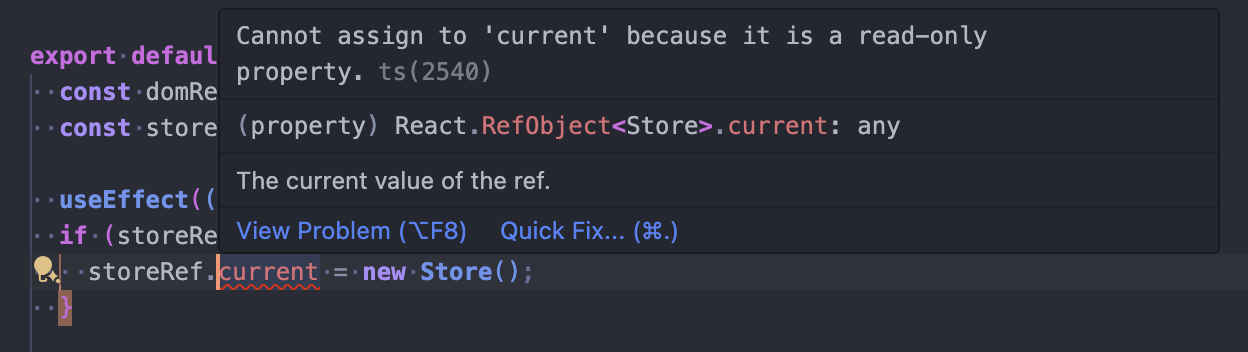 Cannot assign to 'current' because it is a read-only
property. ts(2540)
(property) React.RefObject<Store>.current: any
The current value of the ref.
View Problem (⌥F8) Quick Fix... (⌘.)
export defaul
const domRe
const store
useEffect((
if (storeRe
storeRef.current = new Store();
}